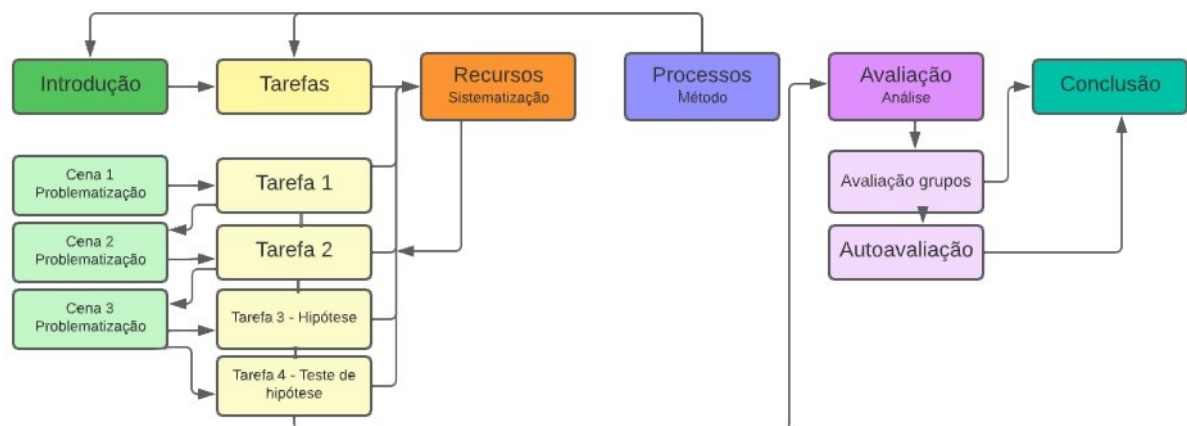 Introdução
Tarefas
Recursos
Sistematização
Processos
Método
Avaliação
Análise
Conclusão
Cena 1
Problematização
Tarefa 1
Avaliação grupos
Cena 2
Problematização
Tarefa 2
Autoavaliação
Cena 3
Problematização
Tarefa 3 - Hipótese
Tarefa 4 - Teste de
hipótese